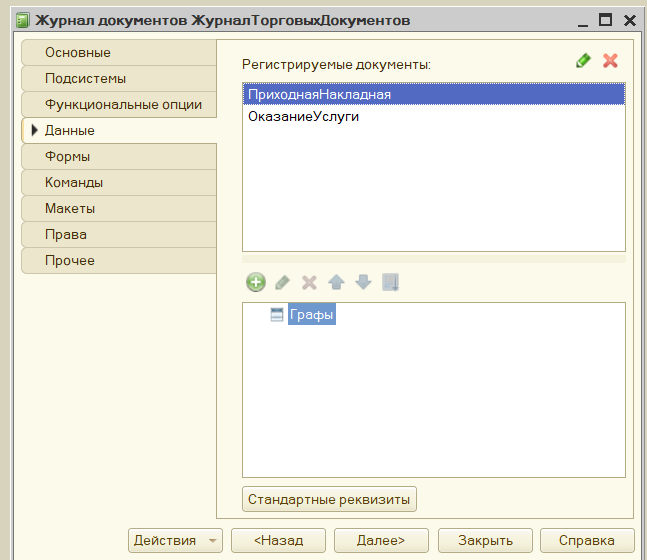 Журнал документов ЖурналТорговыхДокументов
Основные
Подсистемы
Функциональные опции
Данные
Формы
Команды
Макеты
Права
Прочее
Регистрируемые документы:
ПриходнаяНакладная
ОказаниеУслуги
Графы
Стандартные реквизиты
Действия
<Назад
Далее>
Закрыть
Справка